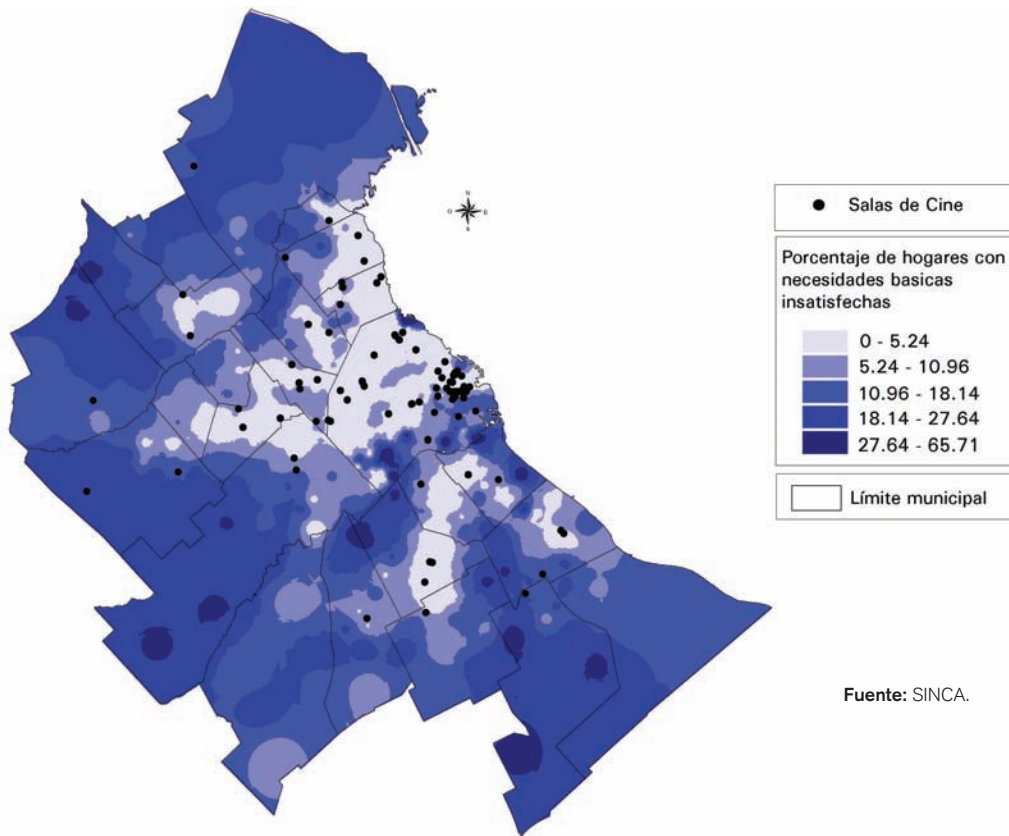 N
O
E
S
Salas de Cine
Porcentaje de hogares con
necesidades basicas
insatisfechas
0 - 5.24
5.24 - 10.96
10.96 - 18.14
18.14 - 27.64
27.64 - 65.71
Límite municipal
Fuente: SINCA.